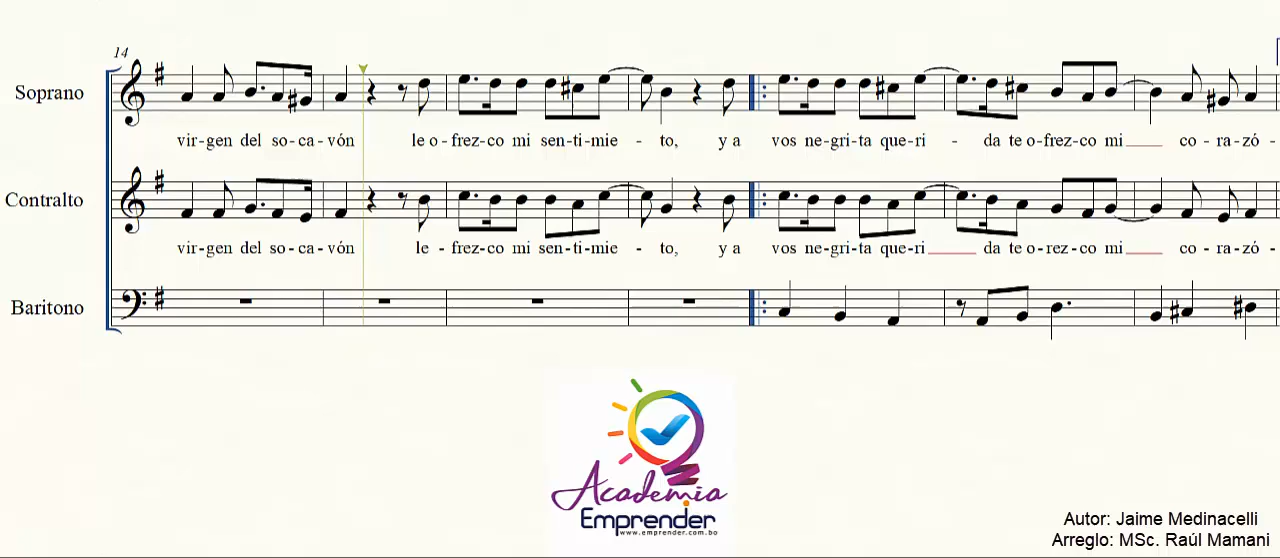 14
Soprano
vir-gen del so-ca-vón le o-frez-co mi sen-ti-mie - to, y a vos ne-gri-ta que-ri - da te o-frez-co mi co-ra-zó-
Contralto
vir-gen del so-ca-vón le-frez-co mi sen-ti-mie - to, y a vos ne-gri-ta que-ri da te o-rez-co mi co-ra-zó-
Baritono
Academia
Emprender
www.emprender.com.bo
Autor: Jaime Medinacelli
Arreglo: MSc. Raúl Mamani